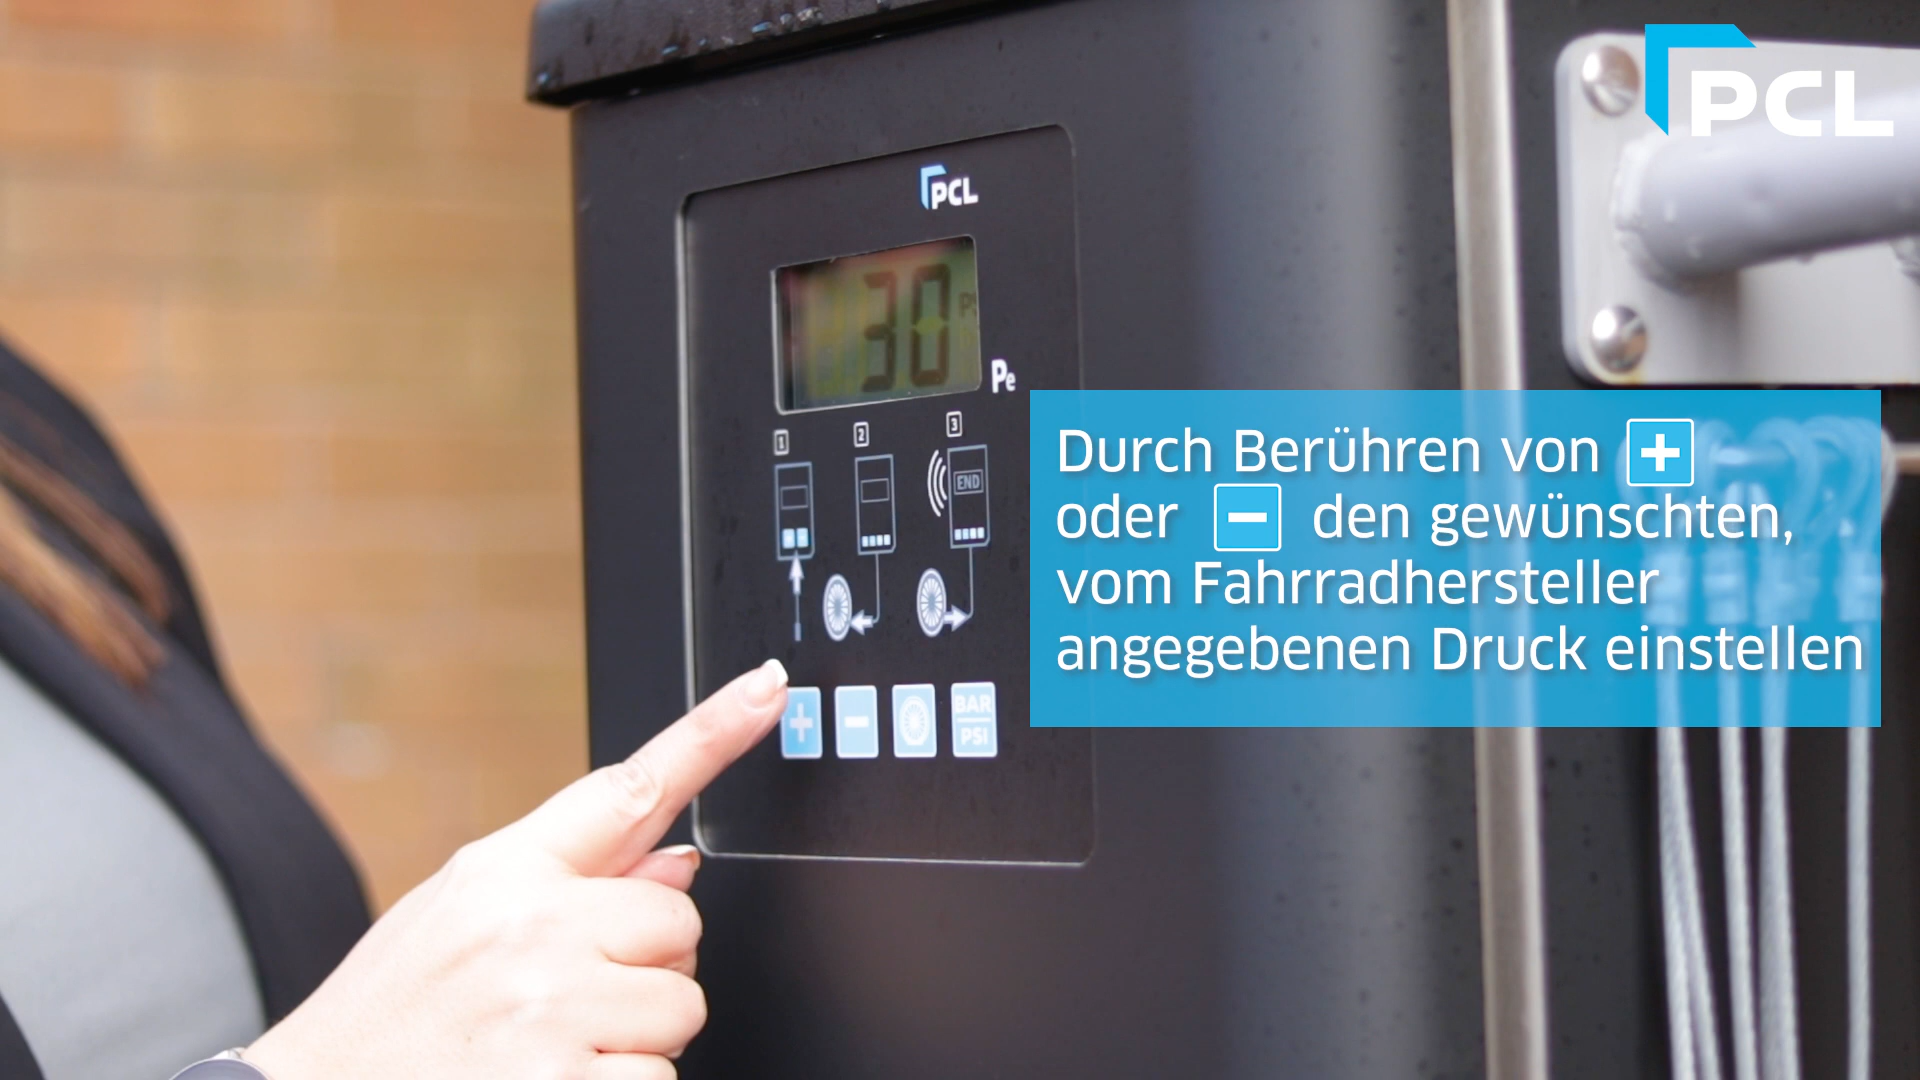 PCL
PCL
30
Pe
1 2 3
END
Durch Berühren von +
oder - den gewünschten,
vom Fahrradhersteller
angegebenen Druck einstellen
+ - BAR
PSI